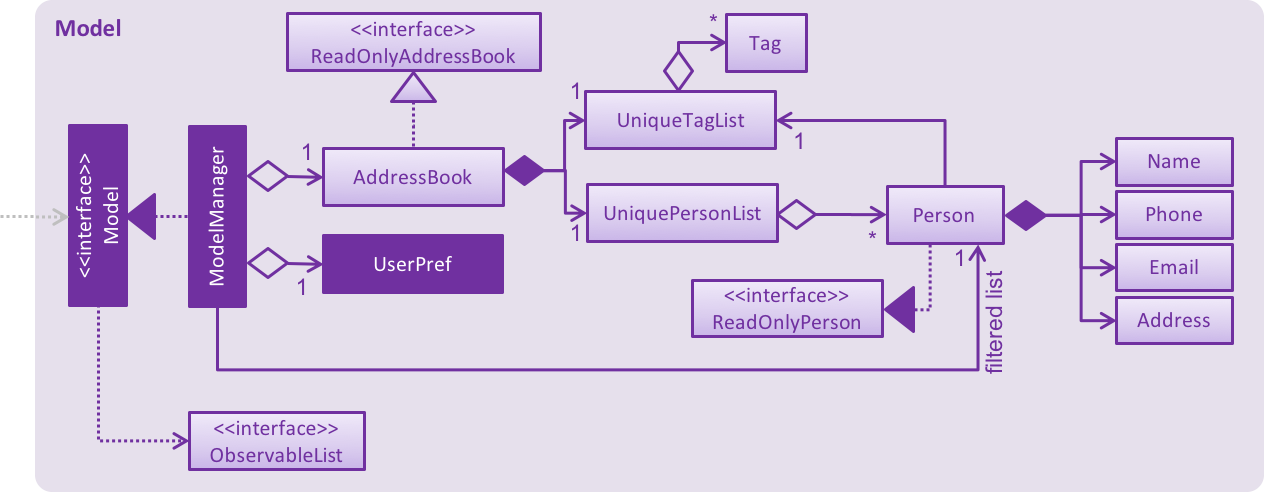 Model
<<interface>>
ReadOnlyAddressBook
*
Tag
1
UniqueTagList
1
<<interface>>
Model
ModelManager
1
AddressBook
Name
UniquePersonList
1
Person
*
Phone
1
UserPref
1
filtered list
Email
<<interface>>
ReadOnlyPerson
Address
<<interface>>
ObservableList